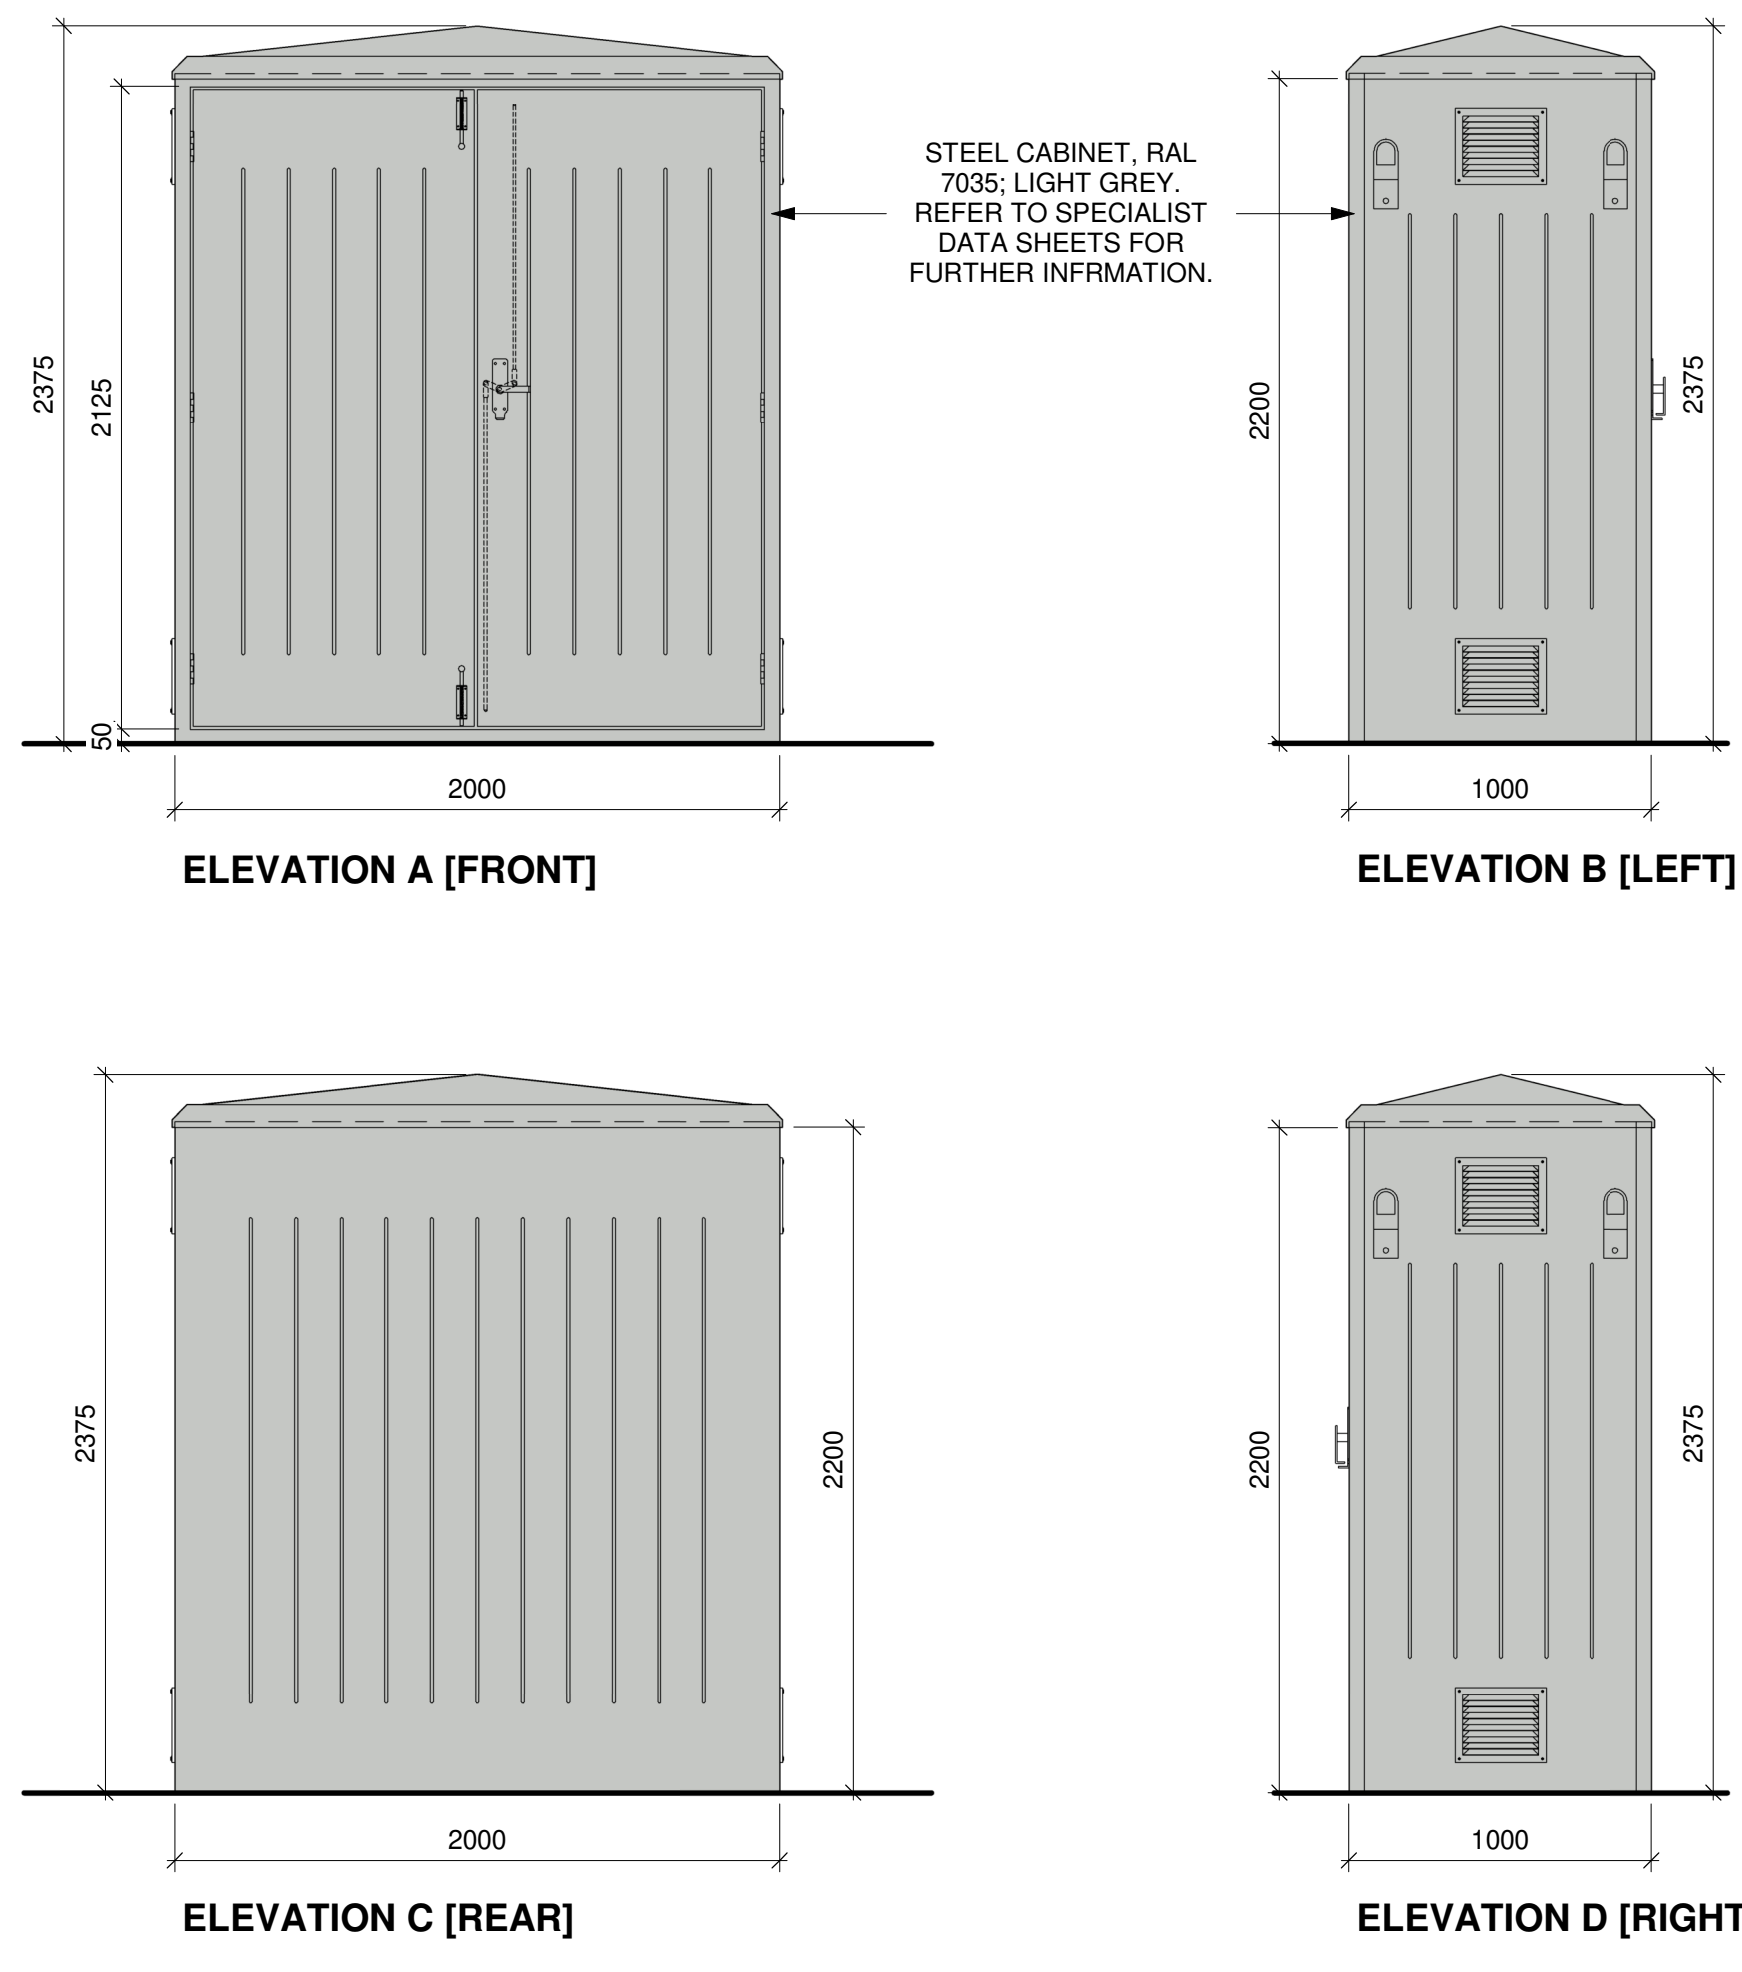 2375
2125
50
2000
ELEVATION A [FRONT]
STEEL CABINET, RAL
7035; LIGHT GREY.
REFER TO SPECIALIST
DATA SHEETS FOR
FURTHER INFRMATION.
2200
2375
1000
ELEVATION B [LEFT]
2375
2200
2000
ELEVATION C [REAR]
2200
2375
1000
ELEVATION D [RIGHT